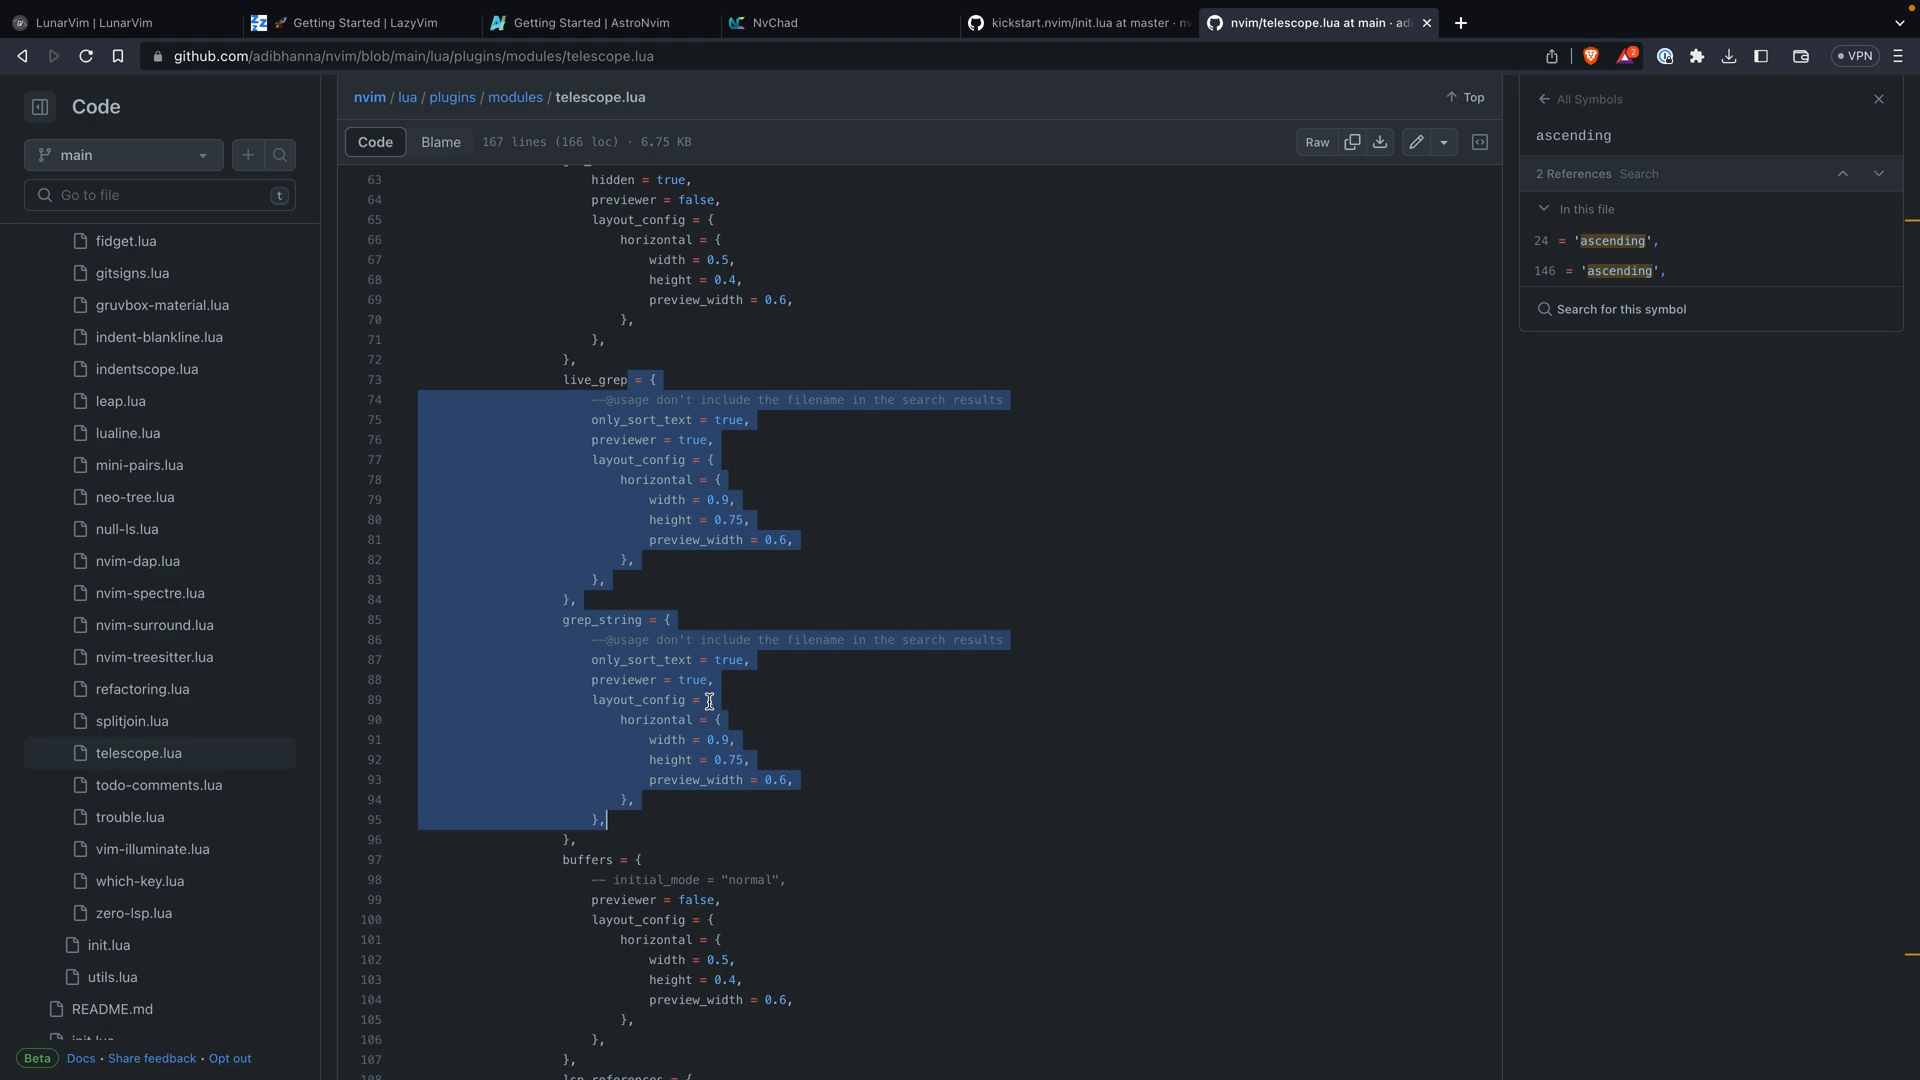 LunarVim | LunarVim
🚀 Getting Started | LazyVim
Getting Started | AstroNvim
NvChad
kickstart.nvim/init.lua at master · nv
nvim/telescope.lua at main · adi
github.com/adibhanna/nvim/blob/main/lua/plugins/modules/telescope.lua
2
VPN
Code
main
Go to file
t
fidget.lua
gitsigns.lua
gruvbox-material.lua
indent-blankline.lua
indentscope.lua
leap.lua
lualine.lua
mini-pairs.lua
neo-tree.lua
null-ls.lua
nvim-dap.lua
nvim-spectre.lua
nvim-surround.lua
nvim-treesitter.lua
refactoring.lua
splitjoin.lua
telescope.lua
todo-comments.lua
trouble.lua
vim-illuminate.lua
which-key.lua
zero-lsp.lua
init.lua
utils.lua
README.md
init.lua
Beta Docs · Share feedback · Opt out
nvim / lua / plugins / modules / telescope.lua
Top
Code Blame 167 lines (166 loc) · 6.75 KB
Raw
63 hidden = true,
64 previewer = false,
65 layout_config = {
66 horizontal = {
67 width = 0.5,
68 height = 0.4,
69 preview_width = 0.6,
70 },
71 },
72 },
73 live_grep = {
74 --@usage don't include the filename in the search results
75 only_sort_text = true,
76 previewer = true,
77 layout_config = {
78 horizontal = {
79 width = 0.9,
80 height = 0.75,
81 preview_width = 0.6,
82 },
83 },
84 },
85 grep_string = {
86 --@usage don't include the filename in the search results
87 only_sort_text = true,
88 previewer = true,
89 layout_config = {
90 horizontal = {
91 width = 0.9,
92 height = 0.75,
93 preview_width = 0.6,
94 },
95 },
96 },
97 buffers = {
98 -- initial_mode = "normal",
99 previewer = false,
100 layout_config = {
101 horizontal = {
102 width = 0.5,
103 height = 0.4,
104 preview_width = 0.6,
105 },
106 },
107 },
108 lsp_references = {
All Symbols
ascending
2 References Search
In this file
24 = 'ascending',
146 = 'ascending',
Search for this symbol